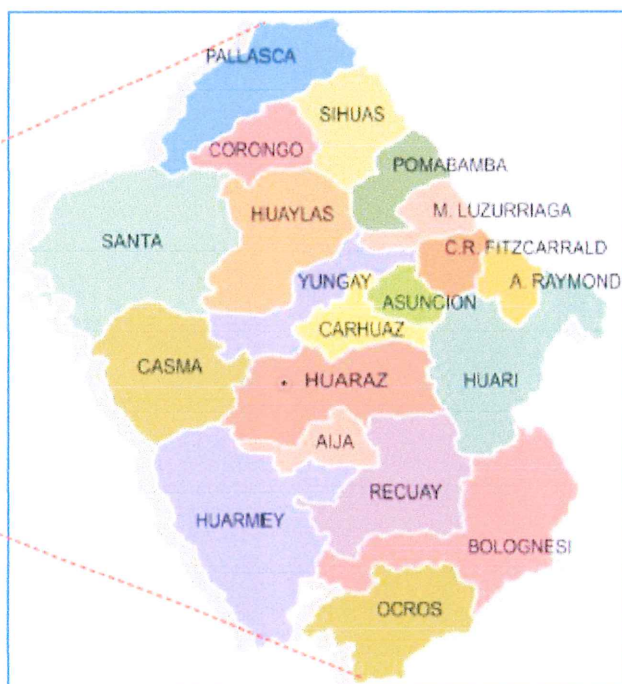 PALLASCA
SIHUAS
CORONGO
POMABAMBA
HUAYLAS
M. LUZURRIAGA
SANTA
C.R. FITZCARRALD
YUNGAY
A. RAYMOND
ASUNCION
CARHUAZ
CASMA
HUARAZ
HUARI
AIJA
RECUAY
HUARMEY
BOLOGNESI
OCROS